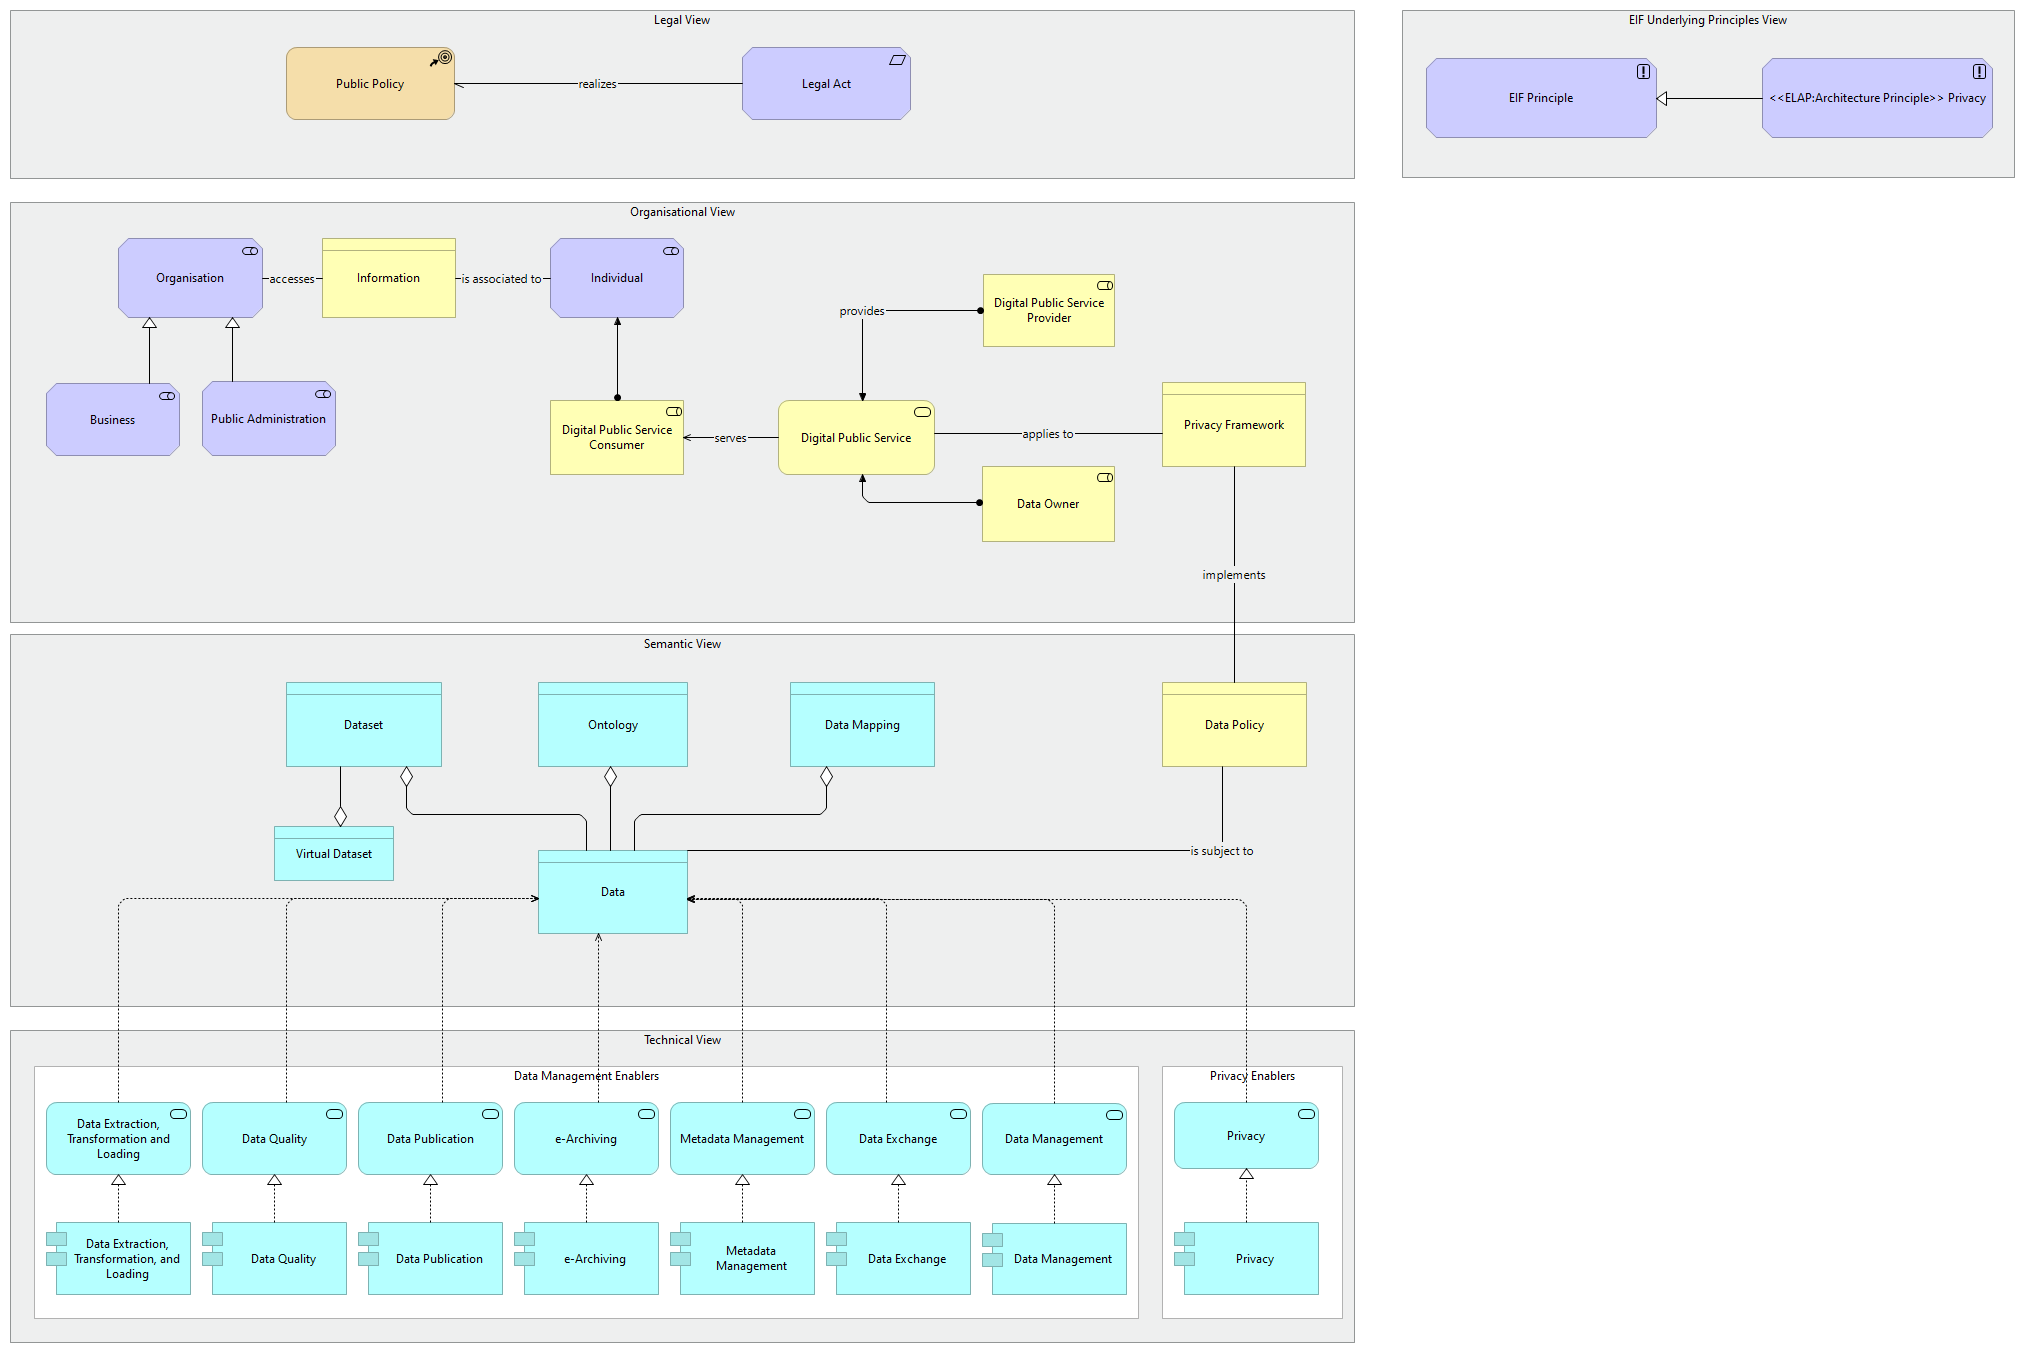 Legal View
Public Policy
realizes
Legal Act
EIF Underlying Principles View
EIF Principle
<<ELAP:Architecture Principle>> Privacy
Organisational View
Organisation
accesses
Information
is associated to
Individual
Business
Public Administration
provides
Digital Public Service
Provider
Digital Public Service
Consumer
serves
Digital Public Service
applies to
Privacy Framework
Data Owner
implements
Semantic View
Dataset
Ontology
Data Mapping
Data Policy
Virtual Dataset
is subject to
Data
Technical View
Data Management Enablers
Privacy Enablers
Data Extraction,
Transformation and
Loading
Data Quality
Data Publication
e-Archiving
Metadata Management
Data Exchange
Data Management
Privacy
Data Extraction,
Transformation, and
Loading
Data Quality
Data Publication
e-Archiving
Metadata
Management
Data Exchange
Data Management
Privacy